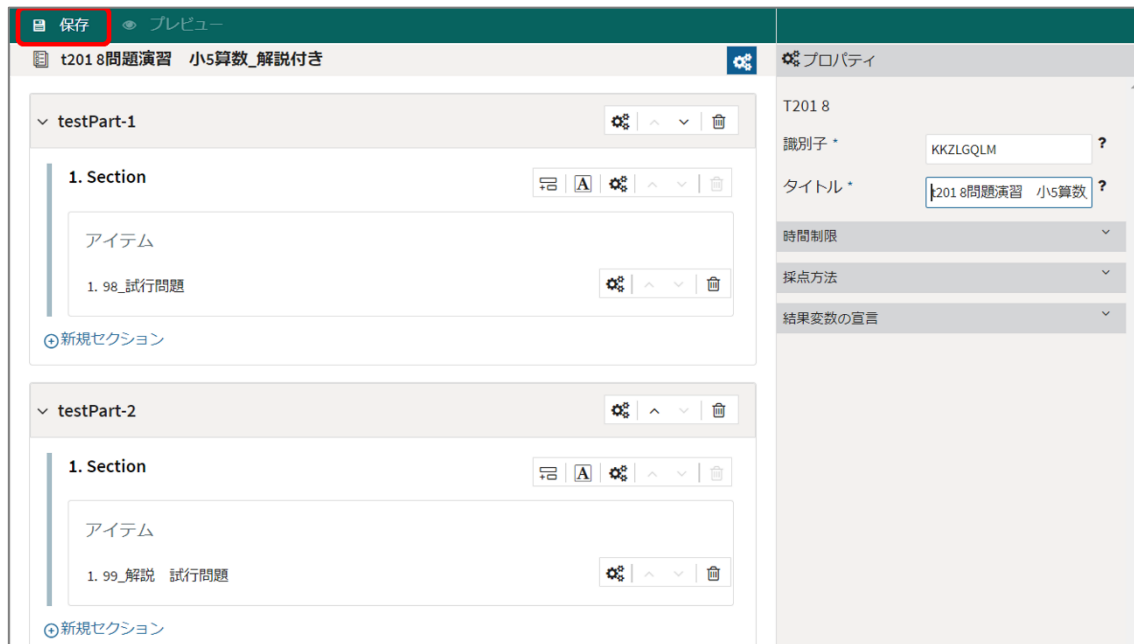 保存 プレビュー
t201 8問題演習 小5算数_解説付き
testPart-1
1. Section
A
アイテム
1. 98_試行問題
新規セクション
testPart-2
1. Section
A
アイテム
1. 99_解説 試行問題
新規セクション
プロパティ
T201 8
識別子 * KKZLGQLM ?
タイトル * t201 8問題演習 小5算数 ?
時間制限
採点方法
結果変数の宣言